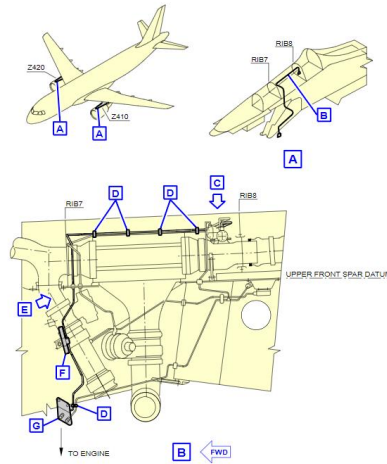 Z420
A
A
Z410
RIB8
RIB7
B
A
D
D
C
RIB7
RIB8
UPPER FRONT SPAR DATUM
E
F
G
D
TO ENGINE
B
FWD